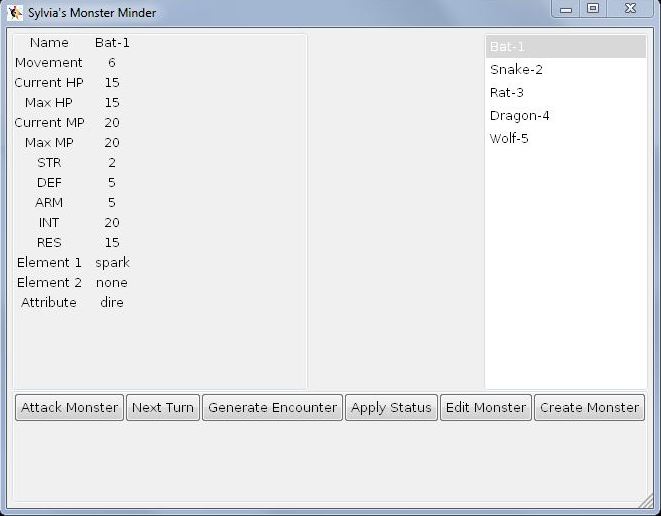 Sylvia's Monster Minder
Name Bat-1
Movement 6
Current HP 15
Max HP 15
Current MP 20
Max MP 20
STR 2
DEF 5
ARM 5
INT 20
RES 15
Element 1 spark
Element 2 none
Attribute dire
Bat-1
Snake-2
Rat-3
Dragon-4
Wolf-5
Attack Monster Next Turn Generate Encounter Apply Status Edit Monster Create Monster